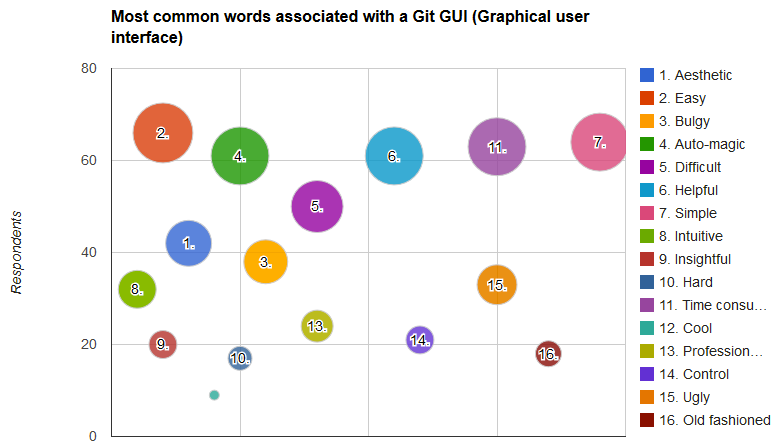 Most common words associated with a Git GUI (Graphical user
interface)
80
60
40
20
0
Respondents
2.
4.
6.
11.
7.
5.
1.
3.
8.
15.
13.
14.
9.
10.
16.
1. Aesthetic
2. Easy
3. Bulgy
4. Auto-magic
5. Difficult
6. Helpful
7. Simple
8. Intuitive
9. Insightful
10. Hard
11. Time consu...
12. Cool
13. Profession...
14. Control
15. Ugly
16. Old fashioned